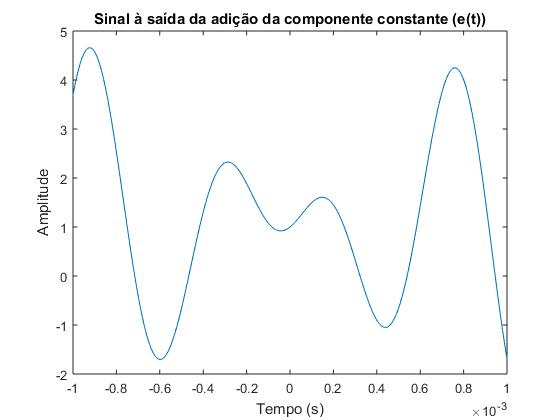 Sinal à saída da adição da componente constante (e(t))
5
4
3
2
1
0
-1
-2
Amplitude
-1 -0.8 -0.6 -0.4 -0.2 0 0.2 0.4 0.6 0.8 1
Tempo (s)
×10⁻³